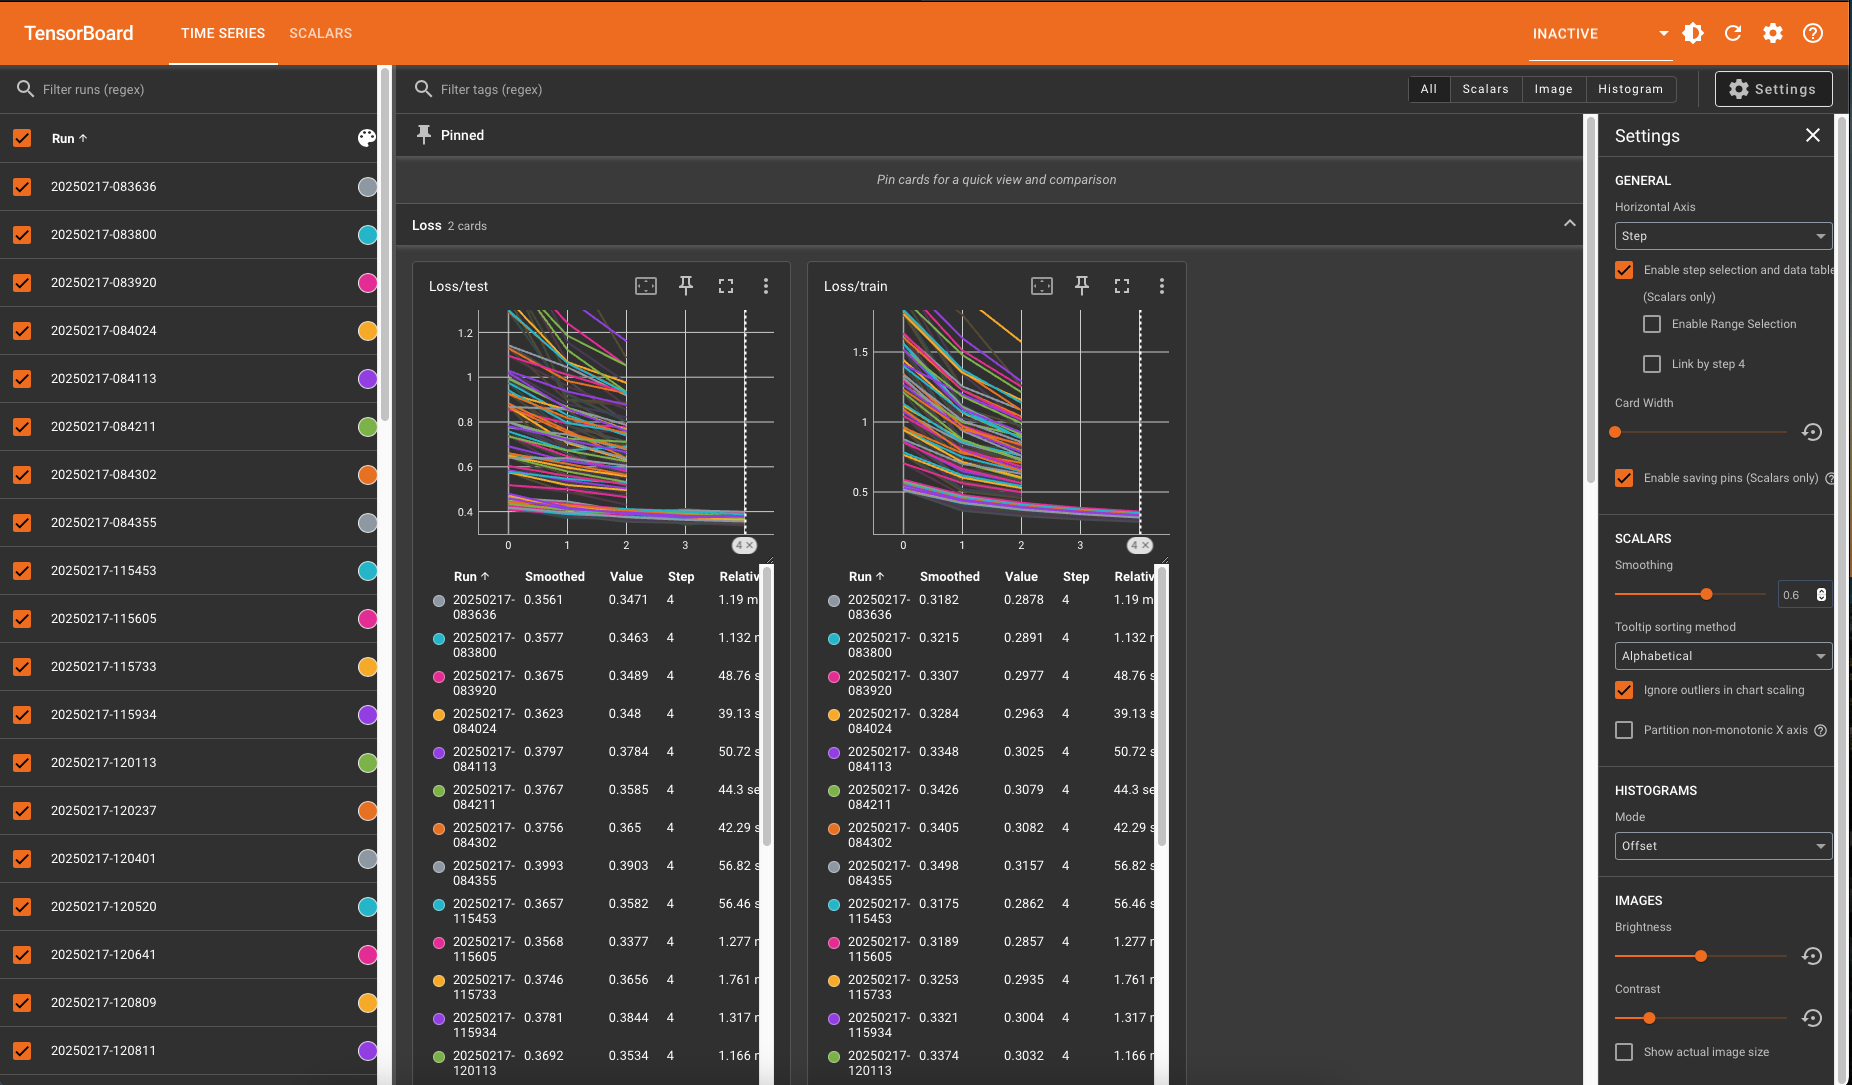 TensorBoard
TIME SERIES
SCALARS
INACTIVE
Filter runs (regex)
Run
20250217-083636
20250217-083800
20250217-083920
20250217-084024
20250217-084113
20250217-084211
20250217-084302
20250217-084355
20250217-115453
20250217-115605
20250217-115733
20250217-115934
20250217-120113
20250217-120237
20250217-120401
20250217-120520
20250217-120641
20250217-120809
20250217-120811
Filter tags (regex)
All
Scalars
Image
Histogram
Settings
Pinned
Pin cards for a quick view and comparison
Loss 2 cards
Loss/test
1.2
1
0.8
0.6
0.4
0 1 2 3 4
Run Smoothed Value Step Relativ
20250217-083636 0.3561 0.3471 4 1.19 m
20250217-083800 0.3577 0.3463 4 1.132 r
20250217-083920 0.3675 0.3489 4 48.76 s
20250217-084024 0.3623 0.348 4 39.13 s
20250217-084113 0.3797 0.3784 4 50.72 s
20250217-084211 0.3767 0.3585 4 44.3 se
20250217-084302 0.3756 0.365 4 42.29 s
20250217-084355 0.3993 0.3903 4 56.82 s
20250217-115453 0.3657 0.3582 4 56.46 s
20250217-115605 0.3568 0.3377 4 1.277 r
20250217-115733 0.3746 0.3656 4 1.761 r
20250217-115934 0.3781 0.3844 4 1.317 r
20250217-120113 0.3692 0.3534 4 1.166 r
Loss/train
1.5
1
0.5
0 1 2 3 4
Run Smoothed Value Step Relativ
20250217-083636 0.3182 0.2878 4 1.19 m
20250217-083800 0.3215 0.2891 4 1.132 r
20250217-083920 0.3307 0.2977 4 48.76 s
20250217-084024 0.3284 0.2963 4 39.13 s
20250217-084113 0.3348 0.3025 4 50.72 s
20250217-084211 0.3426 0.3079 4 44.3 se
20250217-084302 0.3405 0.3082 4 42.29 s
20250217-084355 0.3498 0.3157 4 56.82 s
20250217-115453 0.3175 0.2862 4 56.46 s
20250217-115605 0.3189 0.2857 4 1.277 r
20250217-115733 0.3253 0.2935 4 1.761 r
20250217-115934 0.3321 0.3004 4 1.317 r
20250217-120113 0.3374 0.3032 4 1.166 r
Settings
GENERAL
Horizontal Axis
Step
Enable step selection and data table
(Scalars only)
Enable Range Selection
Link by step 4
Card Width
Enable saving pins (Scalars only)
SCALARS
Smoothing
0.6
Tooltip sorting method
Alphabetical
Ignore outliers in chart scaling
Partition non-monotonic X axis
HISTOGRAMS
Mode
Offset
IMAGES
Brightness
Contrast
Show actual image size